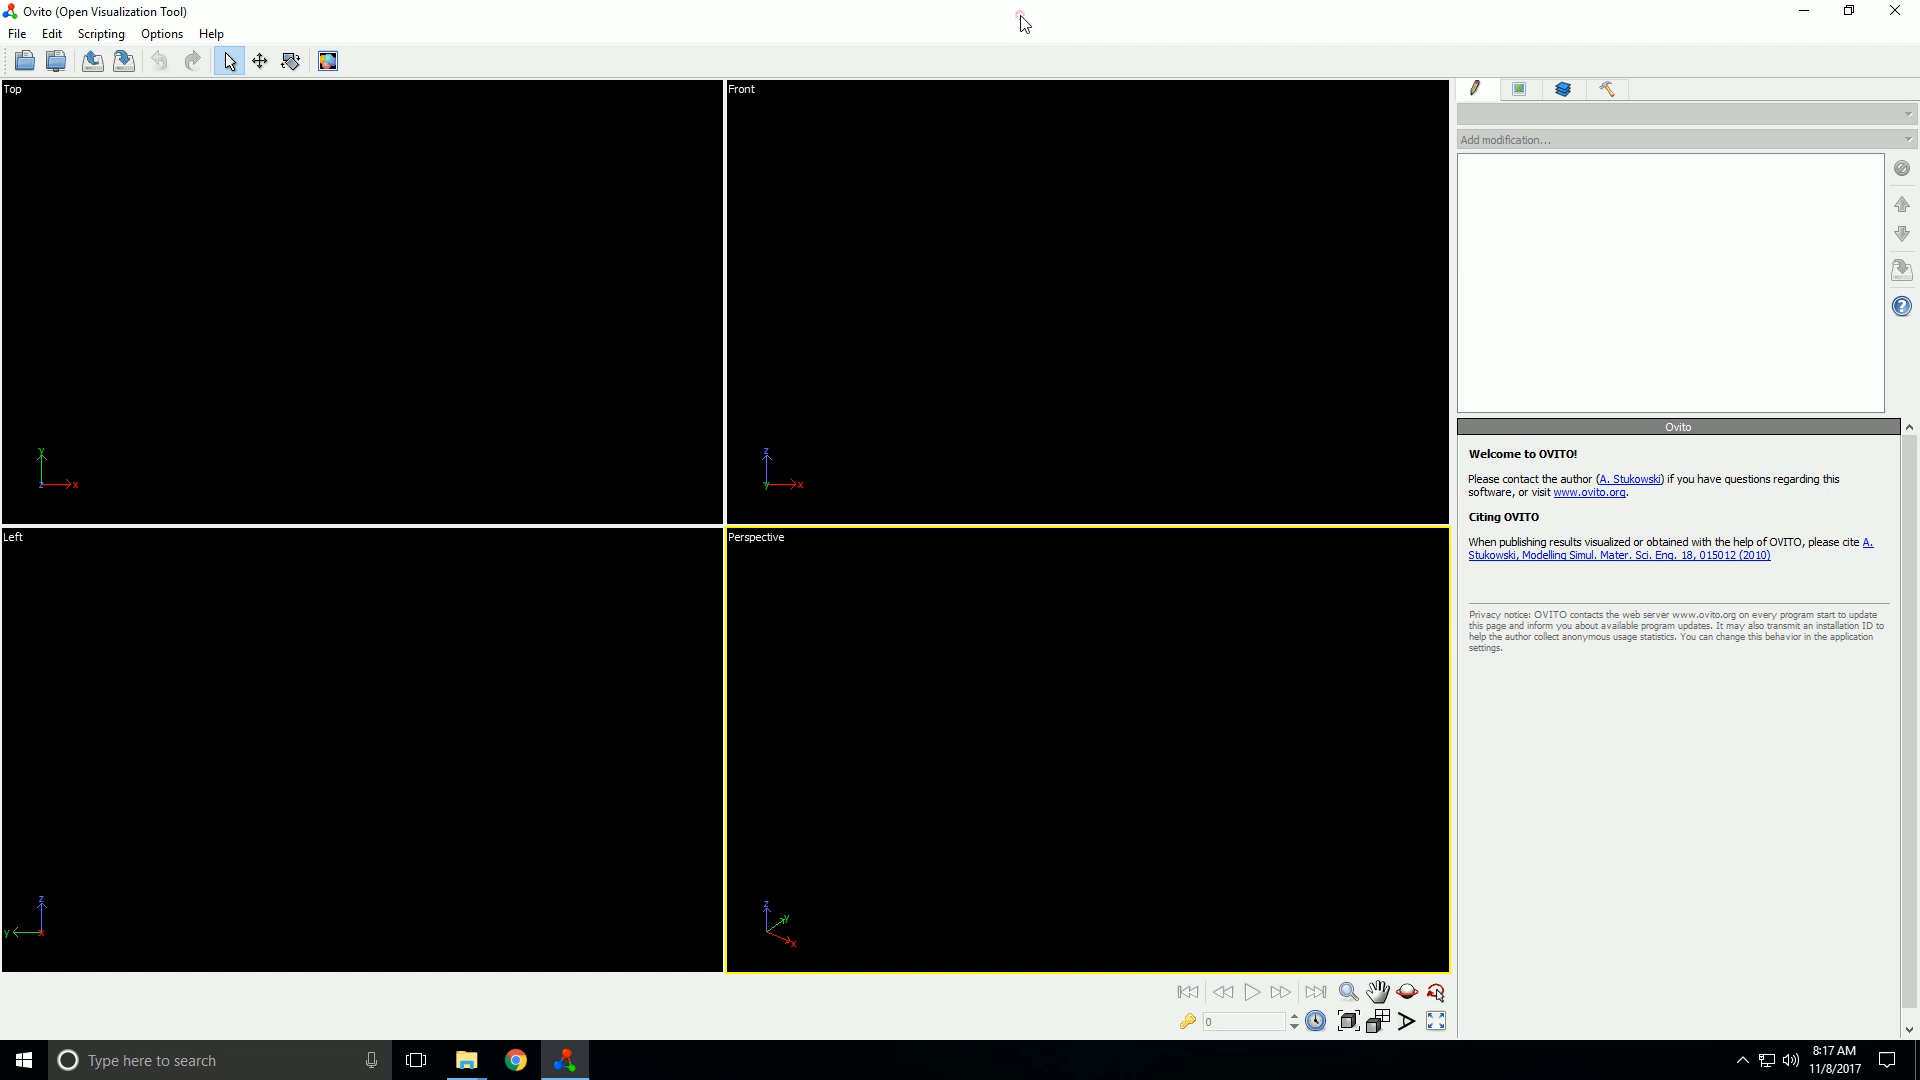 Ovito (Open Visualization Tool)
File Edit Scripting Options Help
Top
Front
Add modification...
y
z x
z
y x
Ovito
Welcome to OVITO!
Please contact the author (A. Stukowski) if you have questions regarding this
software, or visit www.ovito.org.
Citing OVITO
When publishing results visualized or obtained with the help of OVITO, please cite A.
Stukowski, Modelling Simul. Mater. Sci. Eng. 18, 015012 (2010)
Privacy notice: OVITO contacts the web server www.ovito.org on every program start to update
this page and inform you about available program updates. It may also transmit an installation ID to
help the author collect anonymous usage statistics. You can change this behavior in the application
settings.
Left
Perspective
z
y x
z
y
x
0
Type here to search
8:17 AM
11/8/2017